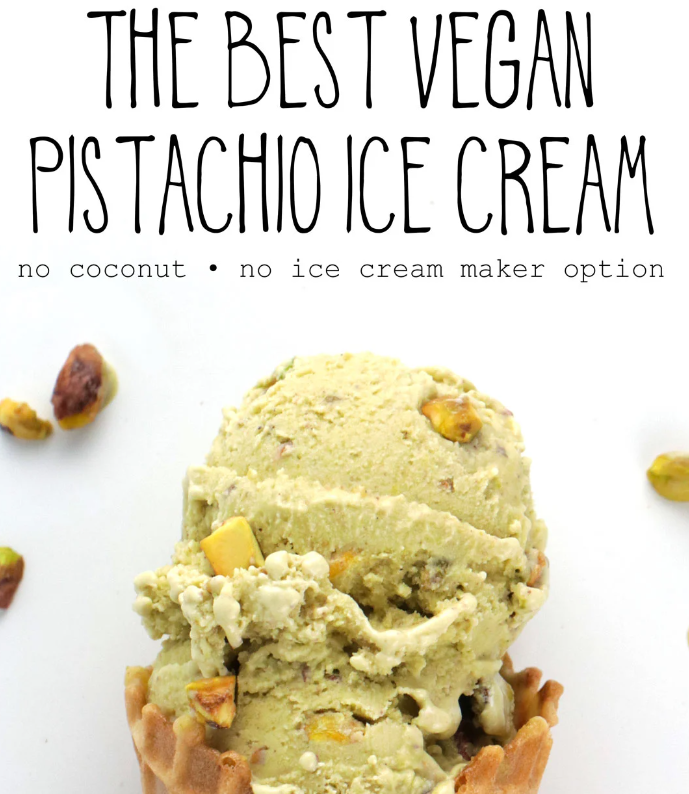 THE BEST VEGAN
PISTACHIO ICE CREAM
no coconut • no ice cream maker option